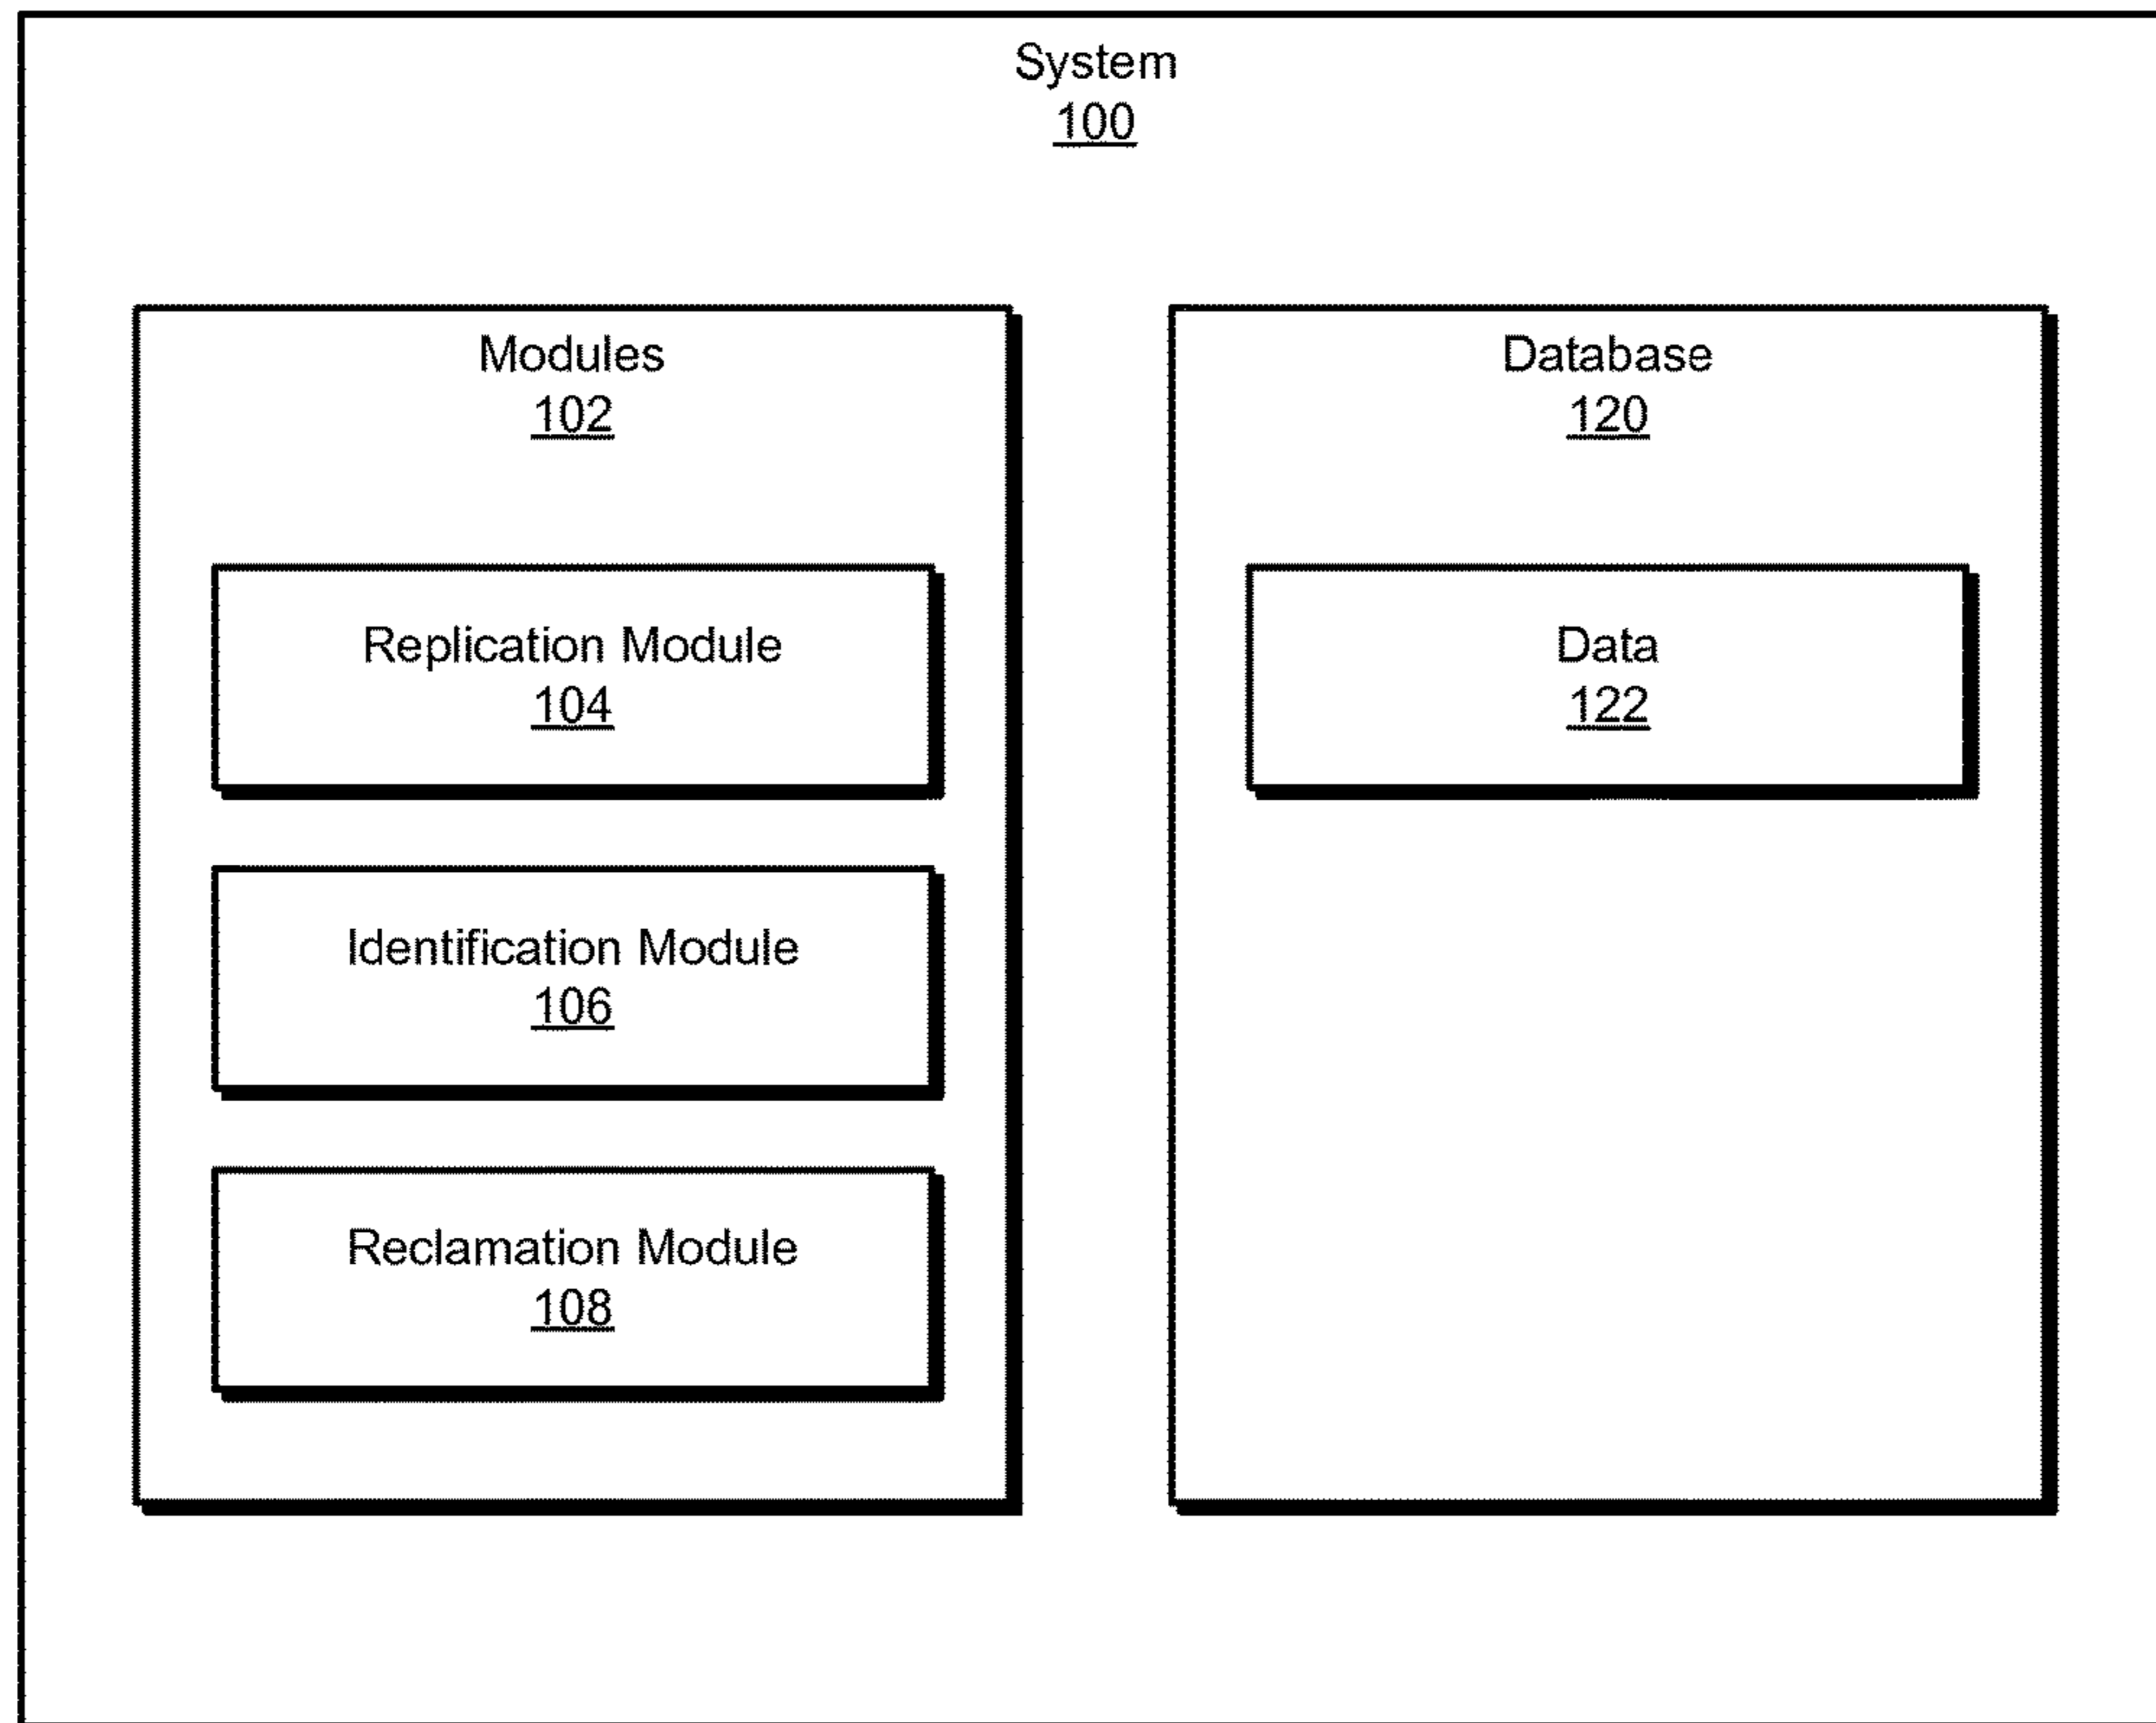 System
100
Modules
102
Replication Module
104
Identification Module
106
Reclamation Module
108
Database
120
Data
122